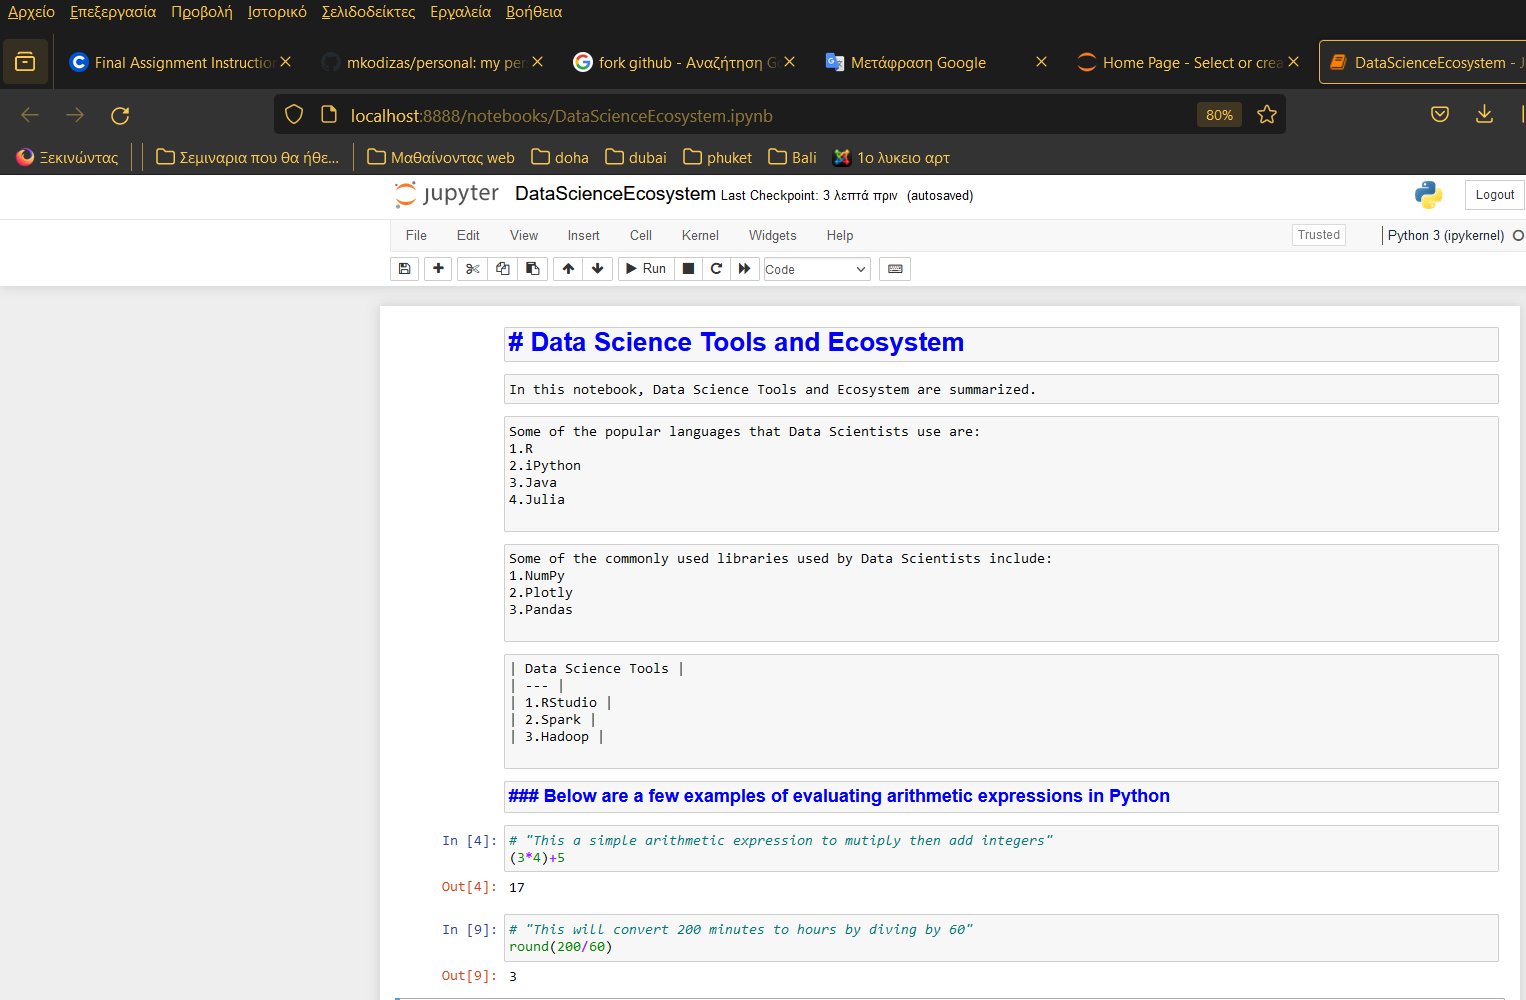 Αρχείο Επεξεργασία Προβολή Ιστορικό Σελιδοδείκτες Εργαλεία Βοήθεια
Final Assignment Instruction mkodizas/personal: my per fork github - Αναζήτηση G Μετάφραση Google Home Page - Select or crea DataScienceEcosystem - J
localhost:8888/notebooks/DataScienceEcosystem.ipynb 80%
Ξεκινώντας Σεμιναρια που θα ήθε... Μαθαίνοντας web doha dubai phuket Bali 1ο λυκειο αρτ
jupyter DataScienceEcosystem Last Checkpoint: 3 λεπτά πριν (autosaved) Logout
File Edit View Insert Cell Kernel Widgets Help Trusted Python 3 (ipykernel)
Run Code
# Data Science Tools and Ecosystem
In this notebook, Data Science Tools and Ecosystem are summarized.
Some of the popular languages that Data Scientists use are:
1.R
2.iPython
3.Java
4.Julia
Some of the commonly used libraries used by Data Scientists include:
1.NumPy
2.Plotly
3.Pandas
| Data Science Tools |
| --- |
| 1.RStudio |
| 2.Spark |
| 3.Hadoop |
### Below are a few examples of evaluating arithmetic expressions in Python
In [4]: # "This a simple arithmetic expression to mutiply then add integers"
(3*4)+5
Out[4]: 17
In [9]: # "This will convert 200 minutes to hours by diving by 60"
round(200/60)
Out[9]: 3